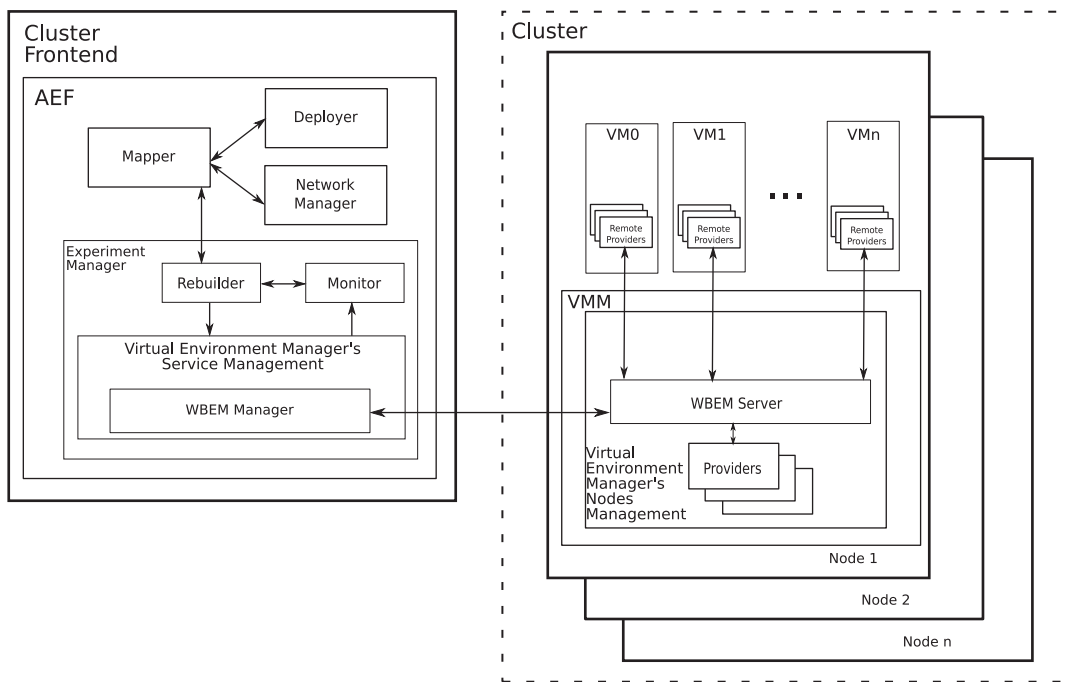 Cluster
Frontend
AEF
Deployer
Mapper
Network
Manager
Experiment
Manager
Rebuilder
Monitor
Virtual Environment Manager's
Service Management
WBEM Manager
Cluster
VM0
VM1
VMn
...
Remote
Providers
Remote
Providers
Remote
Providers
VMM
WBEM Server
Virtual
Environment
Manager's
Nodes
Management
Providers
Node 1
Node 2
Node n